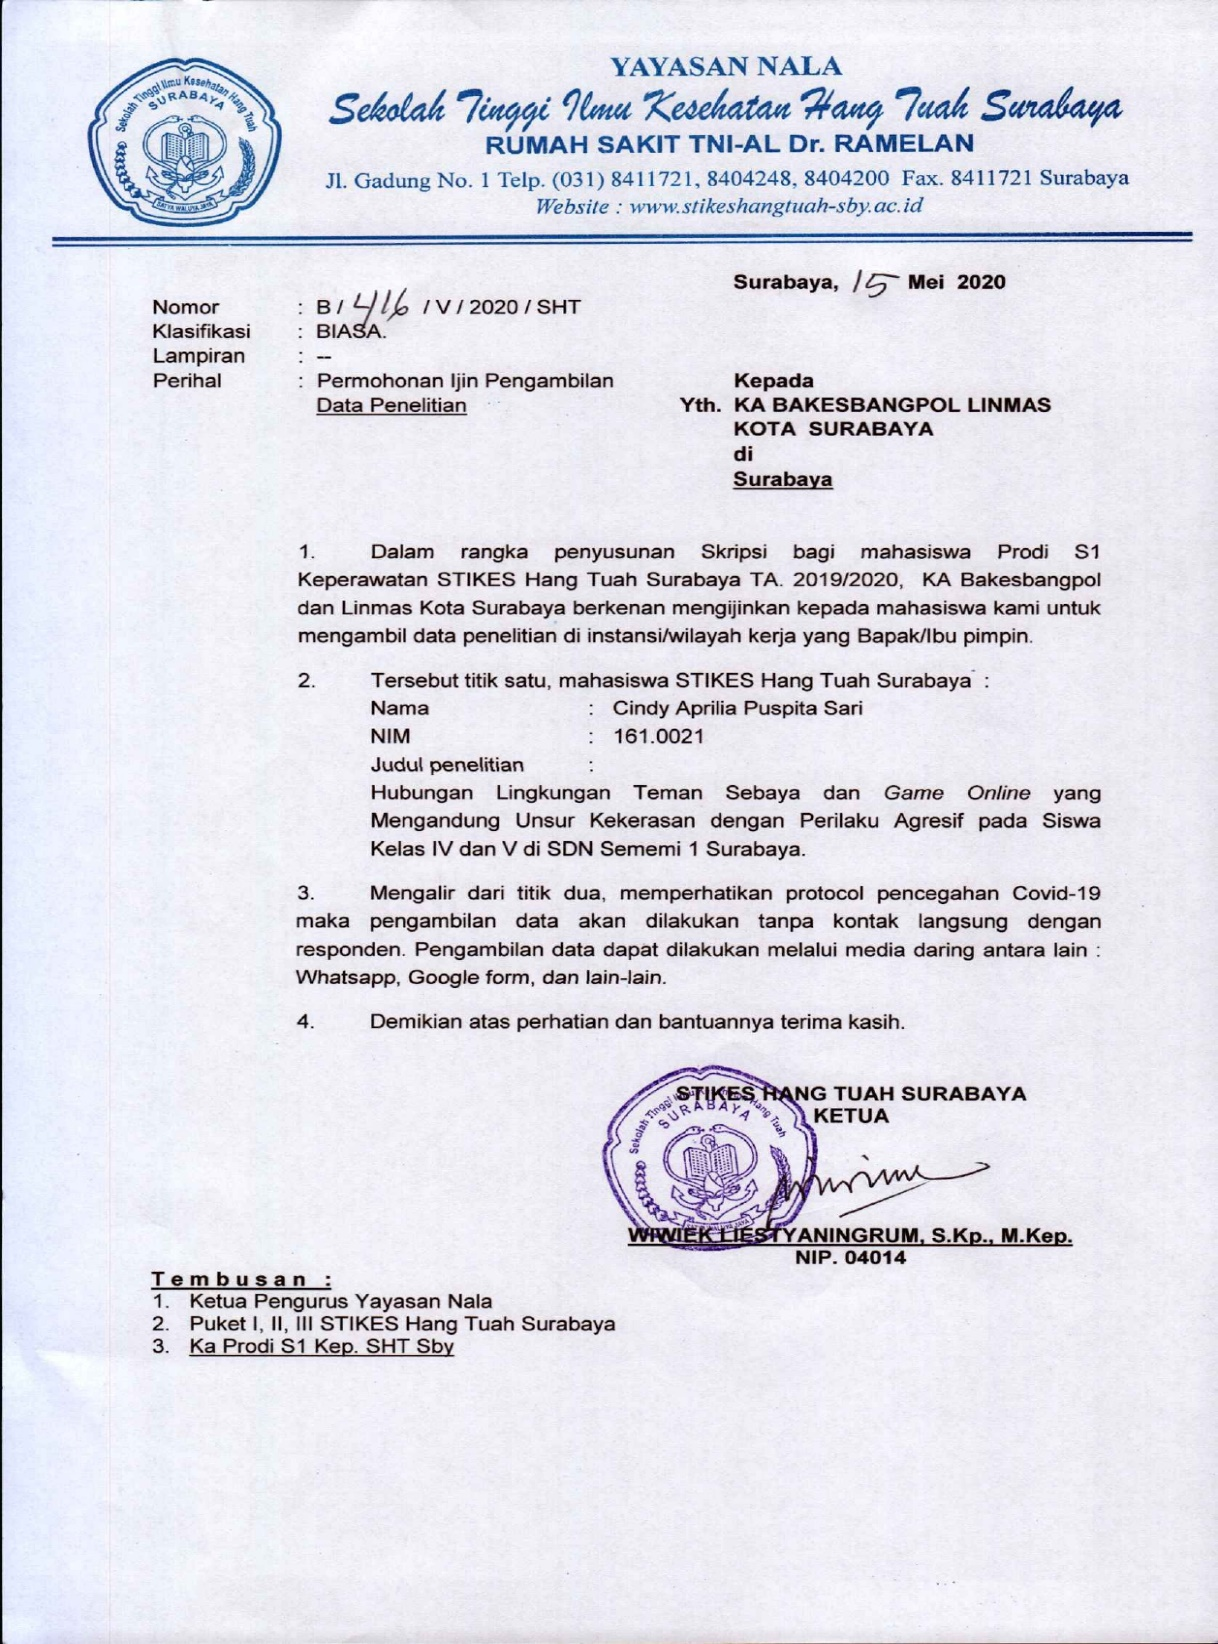 Sekolah Tinggi Ilmu Kesehatan Hang Tuah
SURABAYA
YAYASAN NALA
Sekolah Tinggi Ilmu Kesehatan Hang Tuah Surabaya
RUMAH SAKIT TNI-AL Dr. RAMELAN
Jl. Gadung No. 1 Telp. (031) 8411721, 8404248, 8404200 Fax. 8411721 Surabaya
Website : www.stikeshangtuah-sby.ac.id
Surabaya, 15 Mei 2020
Nomor : B / 416 / V / 2020 / SHT
Klasifikasi : BIASA.
Lampiran : --
Perihal : Permohonan Ijin Pengambilan
Data Penelitian
Kepada
Yth. KA BAKESBANGPOL LINMAS
KOTA SURABAYA
di
Surabaya
1. Dalam rangka penyusunan Skripsi bagi mahasiswa Prodi S1
Keperawatan STIKES Hang Tuah Surabaya TA. 2019/2020, KA Bakesbangpol
dan Linmas Kota Surabaya berkenan mengijinkan kepada mahasiswa kami untuk
mengambil data penelitian di instansi/wilayah kerja yang Bapak/Ibu pimpin.
2. Tersebut titik satu, mahasiswa STIKES Hang Tuah Surabaya :
Nama : Cindy Aprilia Puspita Sari
NIM : 161.0021
Judul penelitian :
Hubungan Lingkungan Teman Sebaya dan Game Online yang
Mengandung Unsur Kekerasan dengan Perilaku Agresif pada Siswa
Kelas IV dan V di SDN Sememi 1 Surabaya.
3. Mengalir dari titik dua, memperhatikan protocol pencegahan Covid-19
maka pengambilan data akan dilakukan tanpa kontak langsung dengan
responden. Pengambilan data dapat dilakukan melalui media daring antara lain :
Whatsapp, Google form, dan lain-lain.
4. Demikian atas perhatian dan bantuannya terima kasih.
STIKES HANG TUAH SURABAYA
KETUA
SURABAYA
WIWIEK LIESTYANINGRUM, S.Kp., M.Kep.
NIP. 04014
Tembusan :
1. Ketua Pengurus Yayasan Nala
2. Puket I, II, III STIKES Hang Tuah Surabaya
3. Ka Prodi S1 Kep. SHT Sby